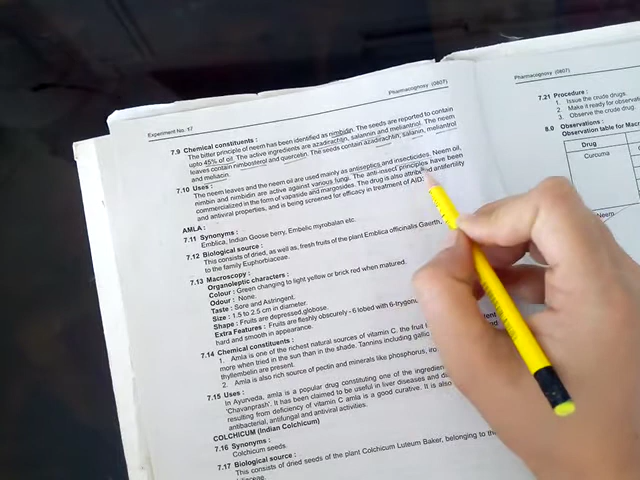 Experiment No. 17
Pharmacognosy (0807)
7.9 Chemical constituents :
The bitter principle of neem has been identified as nimbidin. The seeds are reported to contain
upto 45% of oil. The active ingredients are azadrachtin, salannin and meliantriol. The neem
leaves contain nimbosterol and quercelin. The seeds contain azadirachtin, salann, meliantrol
and meliacin.
7.10 Uses :
The neem leaves and the neem oil are used mainly as antiseptics and insecticides. Neem oil,
nimbin and nimbidin are active against various fungi. The anti-insect principles have been
commercialized in the form of vapaside and margosides. The drug is also attributed antifertility
and antiviral properties, and is being screened for efficacy in treatment of AIDS.
AMLA :
7.11 Synonyms :
Emblica, Indian Goose berry, Embelic myrobalan etc.
7.12 Biological source :
This consists of dried, as well as, fresh fruits of the plant Emblica officinalis Gaerth,
to the family Euphorbiaceae.
7.13 Macroscopy :
Organoleptic characters :
Colour : Green changing to light yellow or brick red when matured.
Odour : None.
Taste : Sore and Astringent.
Size : 1.5 to 2.5 cm in diameter.
Shape : Fruits are depressed,globose.
Extra Features : Fruits are fleshy obscurely - 6 lobed with 6-trygono
hard and smooth in appearance.
7.14 Chemical constituents :
1. Amla is one of the richest natural sources of vitamin C. the fruit
more when tried in the sun than in the shade. Tannins including gallic
thyllembelin are present.
2. Amla is also rich source of pectin and minerals like phosphorus, iron
7.15 Uses :
In Ayurveda, amla is a popular drug constituting one of the ingredien
'Chavanprash'. It has been claimed to be useful in liver diseases and di
resulting from deficiency of vitamin C amla is a good curative. It is also
antibacterial, antifungal and antiviral activities.
COLCHICUM (Indian Colchicum)
7.16 Synonyms :
Colchicum seeds.
7.17 Biological source :
This consists of dried seeds of the plant Colchicum Luteum Baker, belonging to the
Pharmacognosy (0807)
7.21 Procedure :
1. Issue the crude drugs.
2. Make it ready for observa
3. Observe the crude drug.
8.0 Observations :
Observation table for Mac
Drug
Curcuma
Neem